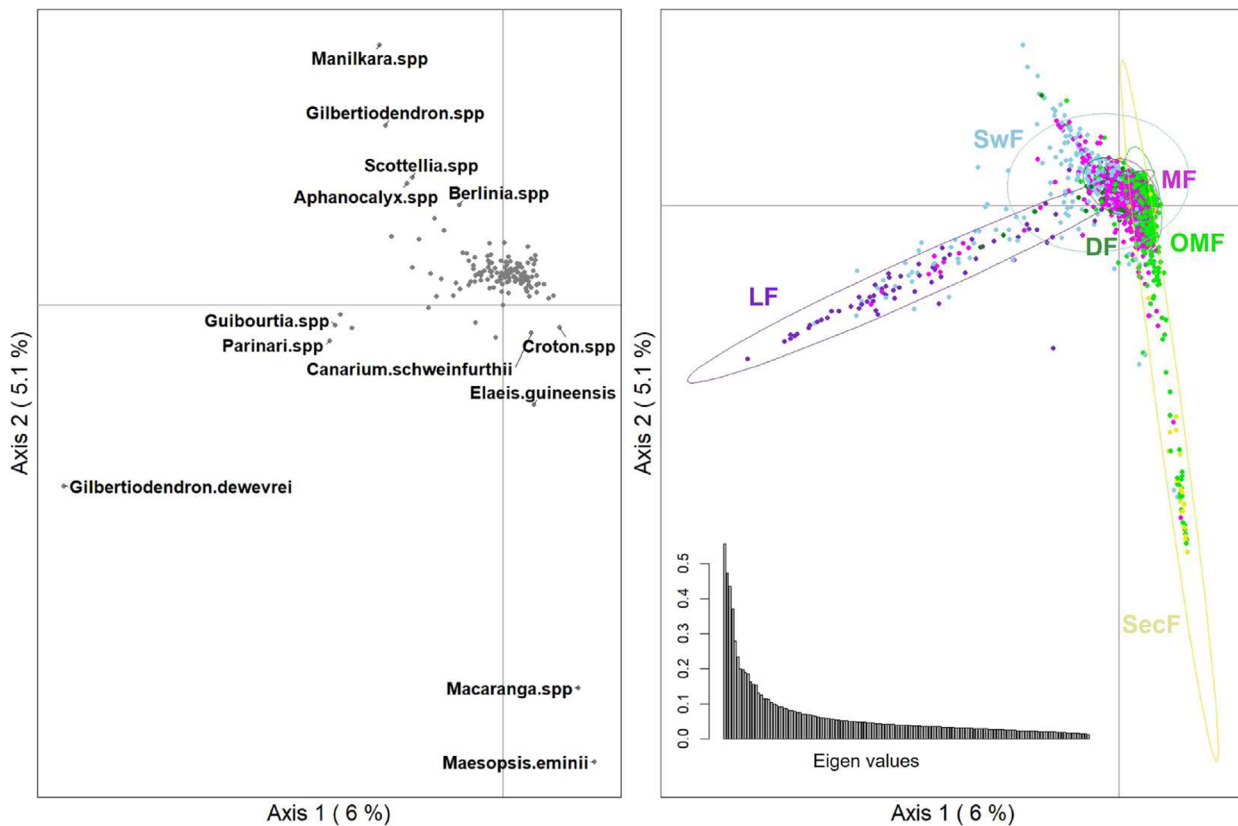 Manilkara.spp
Gilbertiodendron.spp
Scottellia.spp
Aphanocalyx.spp
Berlinia.spp
Guibourtia.spp
Parinari.spp
Croton.spp
Canarium.schweinfurthii
Elaeis.guineensis
Gilbertiodendron.dewevrei
Macaranga.spp
Maesopsis.eminii
Axis 2 ( 5.1 %)
Axis 1 ( 6 %)
SwF
MF
DF
OMF
LF
SecF
0.5
0.4
0.3
0.2
0.1
0.0
Eigen values
Axis 2 ( 5.1 %)
Axis 1 ( 6 %)